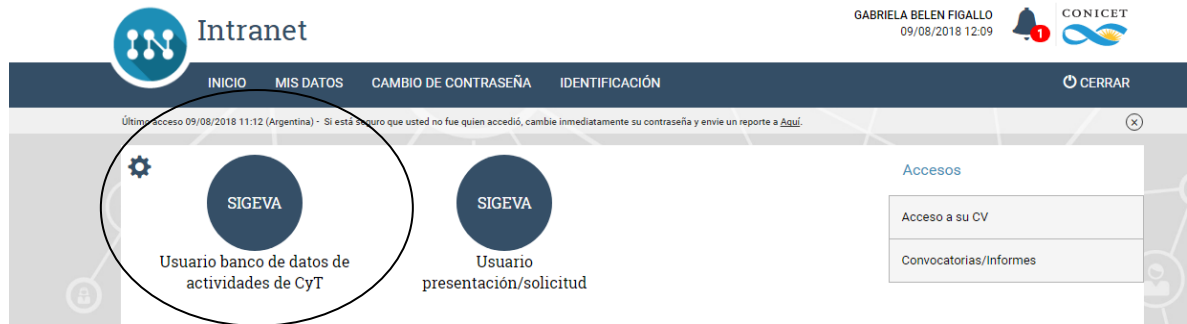 IN
Intranet
GABRIELA BELEN FIGALLO
09/08/2018 12:09
1
CONICET
INICIO MIS DATOS CAMBIO DE CONTRASEÑA IDENTIFICACIÓN CERRAR
Último acceso 09/08/2018 11:12 (Argentina) - Si está seguro que usted no fue quien accedió, cambie inmediatamente su contraseña y envie un reporte a Aquí.
SIGEVA
Usuario banco de datos de
actividades de CyT
SIGEVA
Usuario
presentación/solicitud
Accesos
Acceso a su CV
Convocatorias/Informes